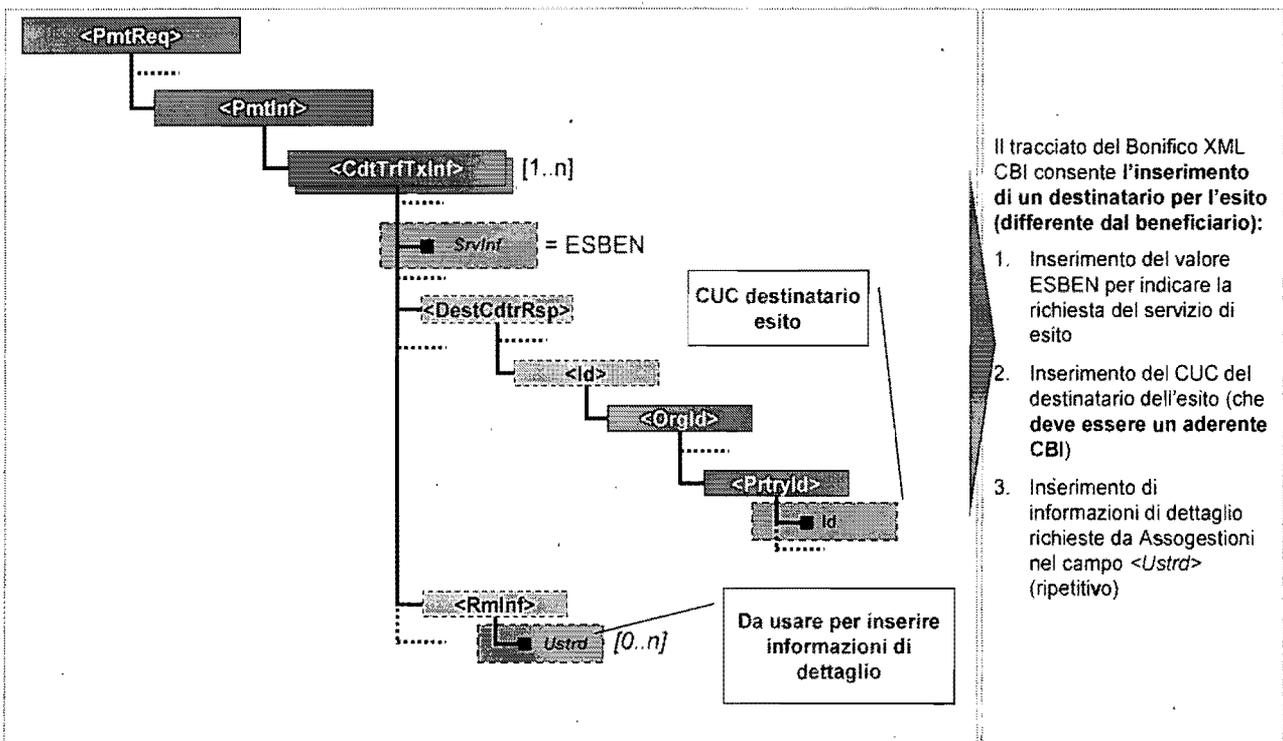 <PmtReq>
<PmtInf>
<CdtTrfTxInf> [1..n]
SrvInf = ESBEN
<DestCdtrRsp>
CUC destinatario
esito
<Id>
<OrgId>
<PrtryId>
Id
<RmInf>
Ustrd [0..n]
Da usare per inserire
informazioni di
dettaglio
Il tracciato del Bonifico XML
CBI consente l'inserimento
di un destinatario per l'esito
(differente dal beneficiario):
1. Inserimento del valore
ESBEN per indicare la
richiesta del servizio di
esito
2. Inserimento del CUC del
destinatario dell'esito (che
deve essere un aderente
CBI)
3. Inserimento di
informazioni di dettaglio
richieste da Assogestioni
nel campo <Ustrd>
(ripetitivo)